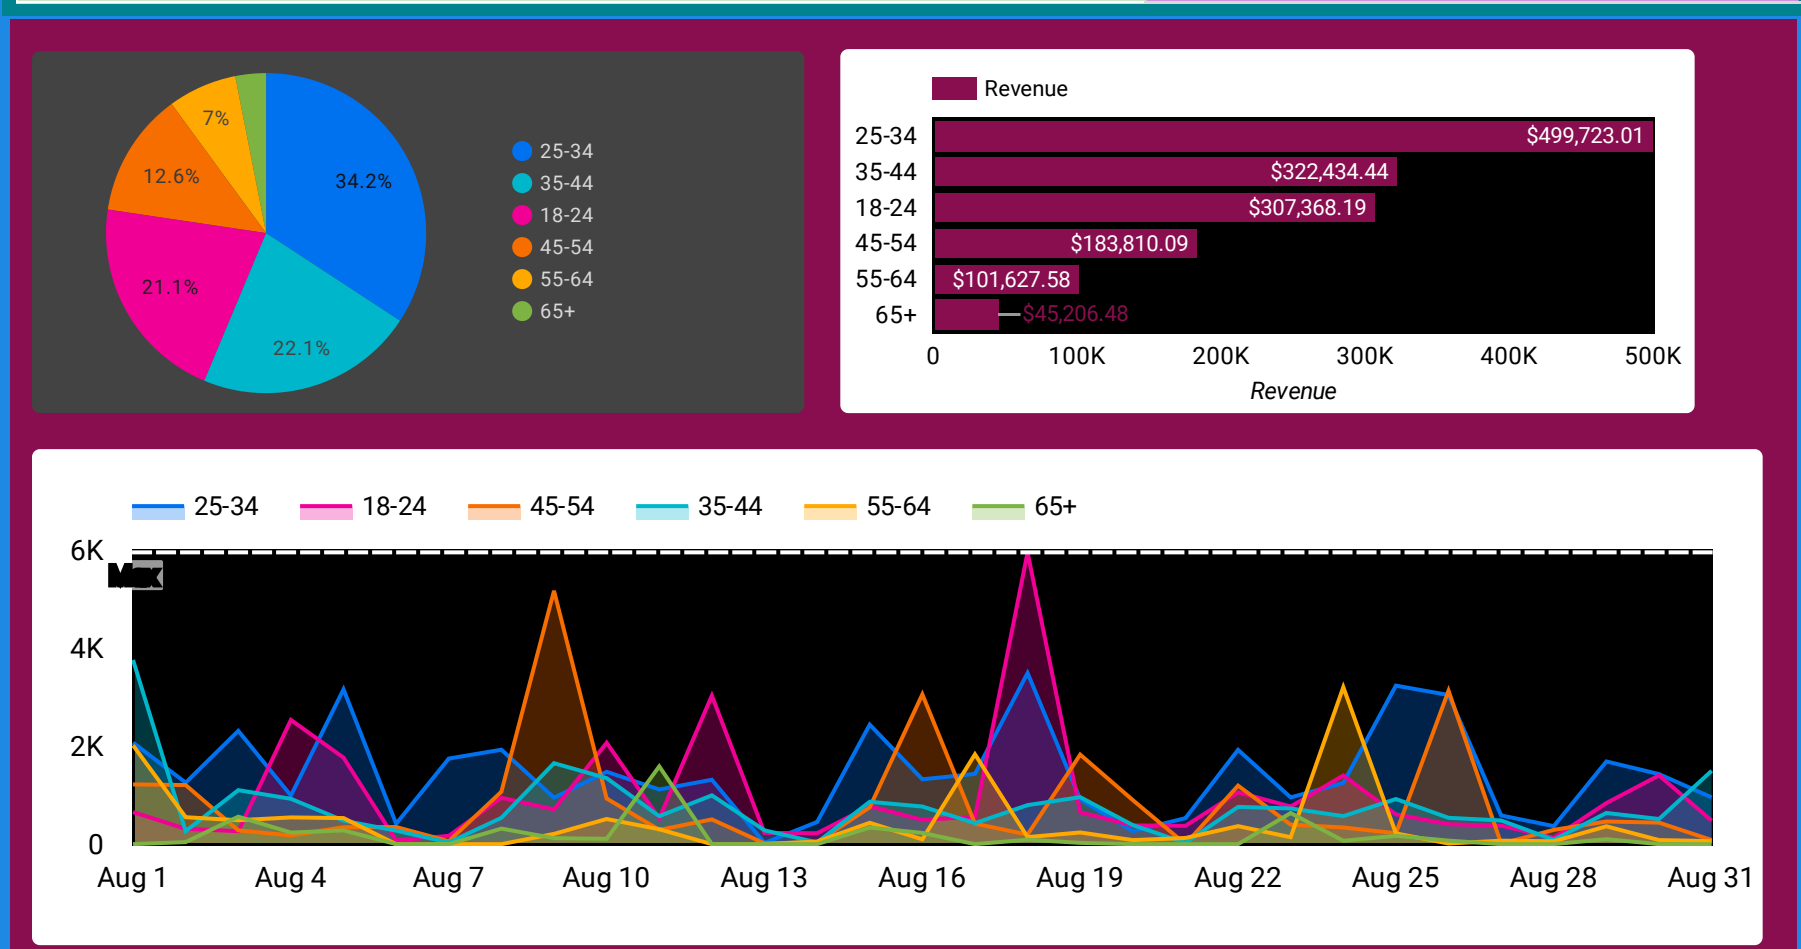 34.2%
22.1%
21.1%
12.6%
7%
25-34
35-44
18-24
45-54
55-64
65+
Revenue
25-34 $499,723.01
35-44 $322,434.44
18-24 $307,368.19
45-54 $183,810.09
55-64 $101,627.58
65+ $45,206.48
0 100K 200K 300K 400K 500K
Revenue
25-34 18-24 45-54 35-44 55-64 65+
6K
4K
2K
0
Aug 1 Aug 4 Aug 7 Aug 10 Aug 13 Aug 16 Aug 19 Aug 22 Aug 25 Aug 28 Aug 31